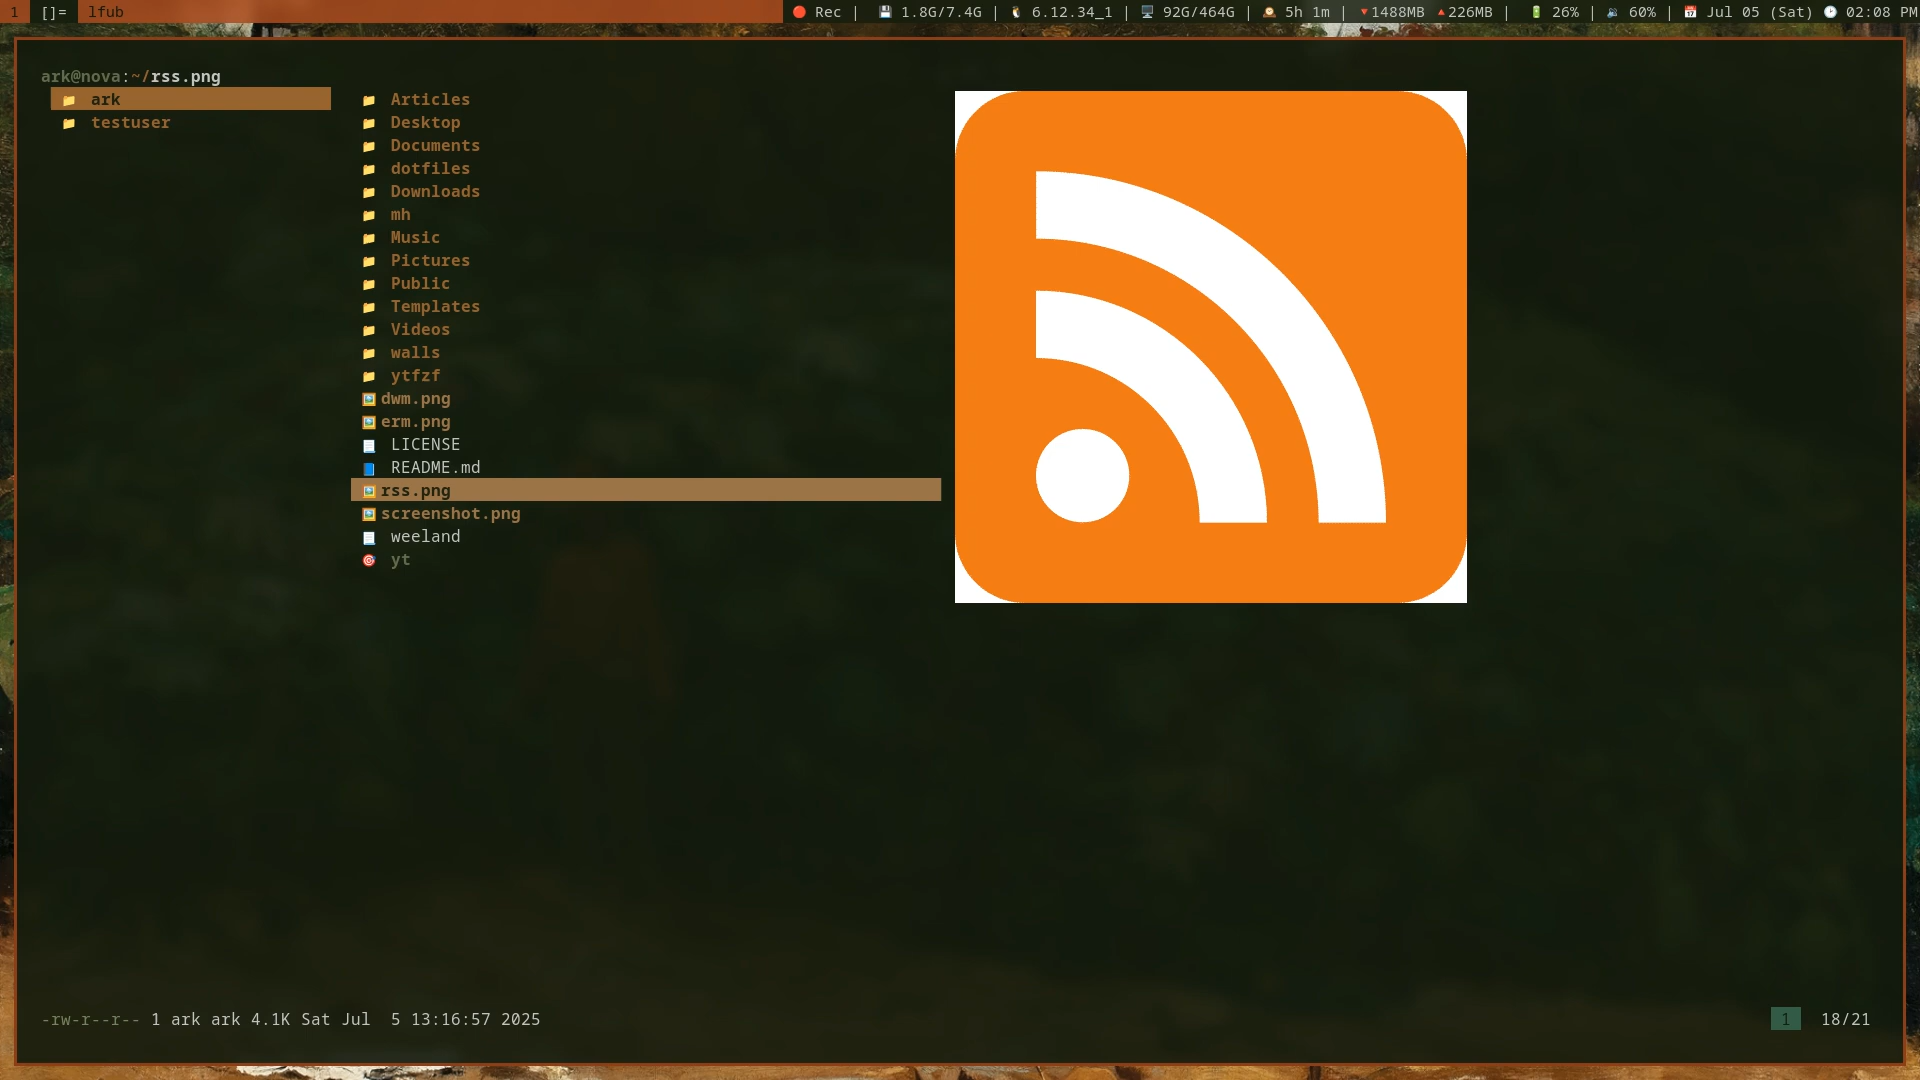 1 []= lfub Rec | 1.8G/7.4G | 6.12.34_1 | 92G/464G | 5h 1m | 1488MB 226MB | 26% | 60% | Jul 05 (Sat) 02:08 PM
ark@nova:~/rss.png
ark
testuser
Articles
Desktop
Documents
dotfiles
Downloads
mh
Music
Pictures
Public
Templates
Videos
walls
ytfzf
dwm.png
erm.png
LICENSE
README.md
rss.png
screenshot.png
weeland
yt
-rw-r--r-- 1 ark ark 4.1K Sat Jul  5 13:16:57 2025
1 18/21